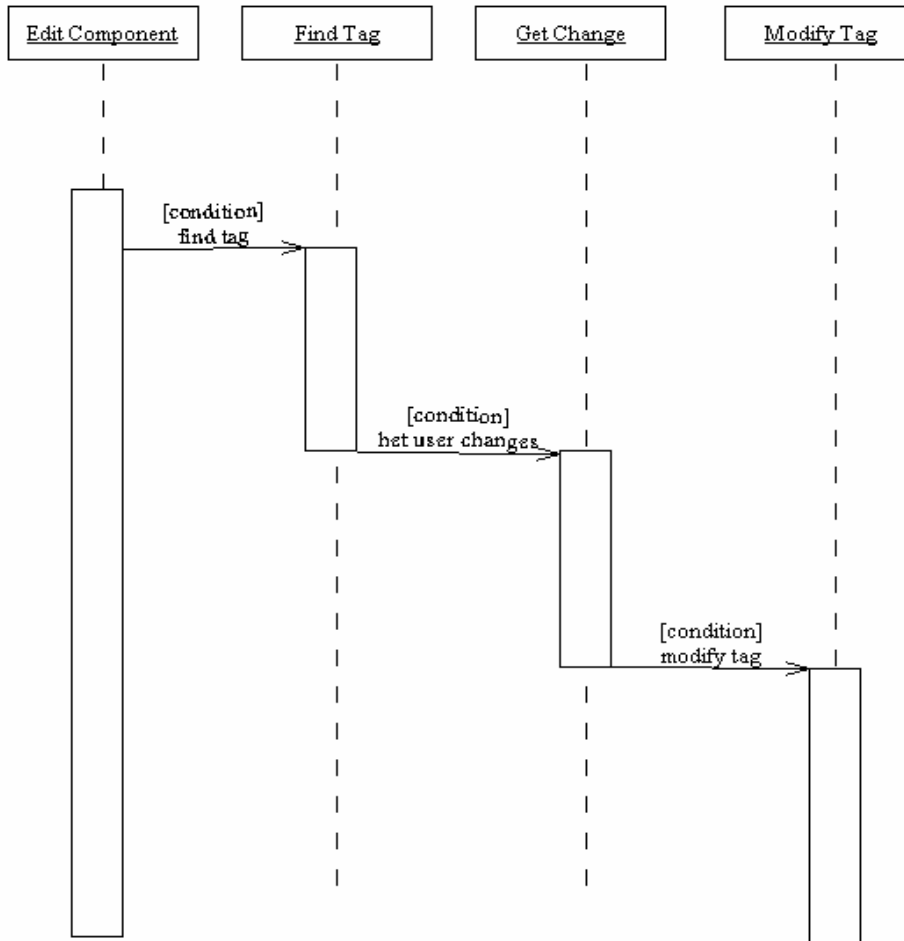 Edit Component
Find Tag
Get Change
Modify Tag
[condition]
find tag
[condition]
het user changes
[condition]
modify tag